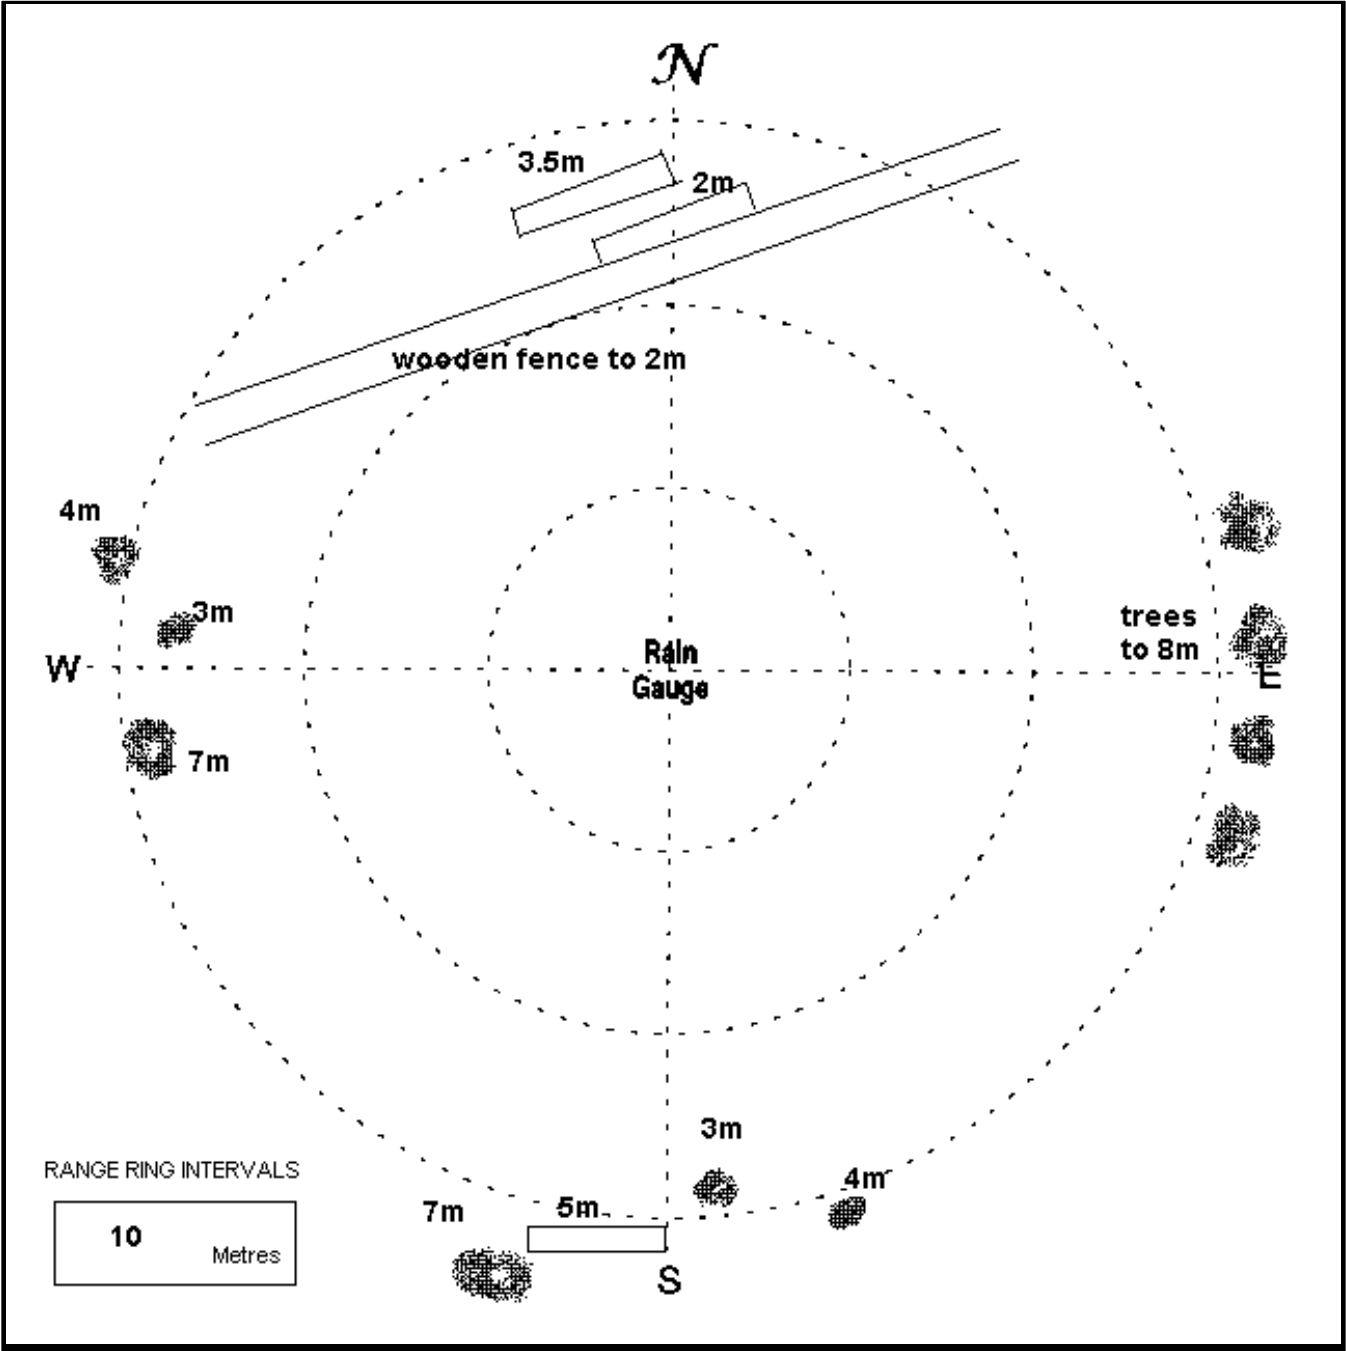 N
3.5m
2m
wooden fence to 2m
4m
3m
trees
to 8m
W
Rain
Gauge
E
7m
3m
RANGE RING INTERVALS
4m
7m
5m
10
Metres
S